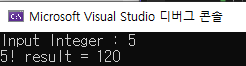 Microsoft Visual Studio 디버그 콘솔
Input Integer : 5
5! result = 120